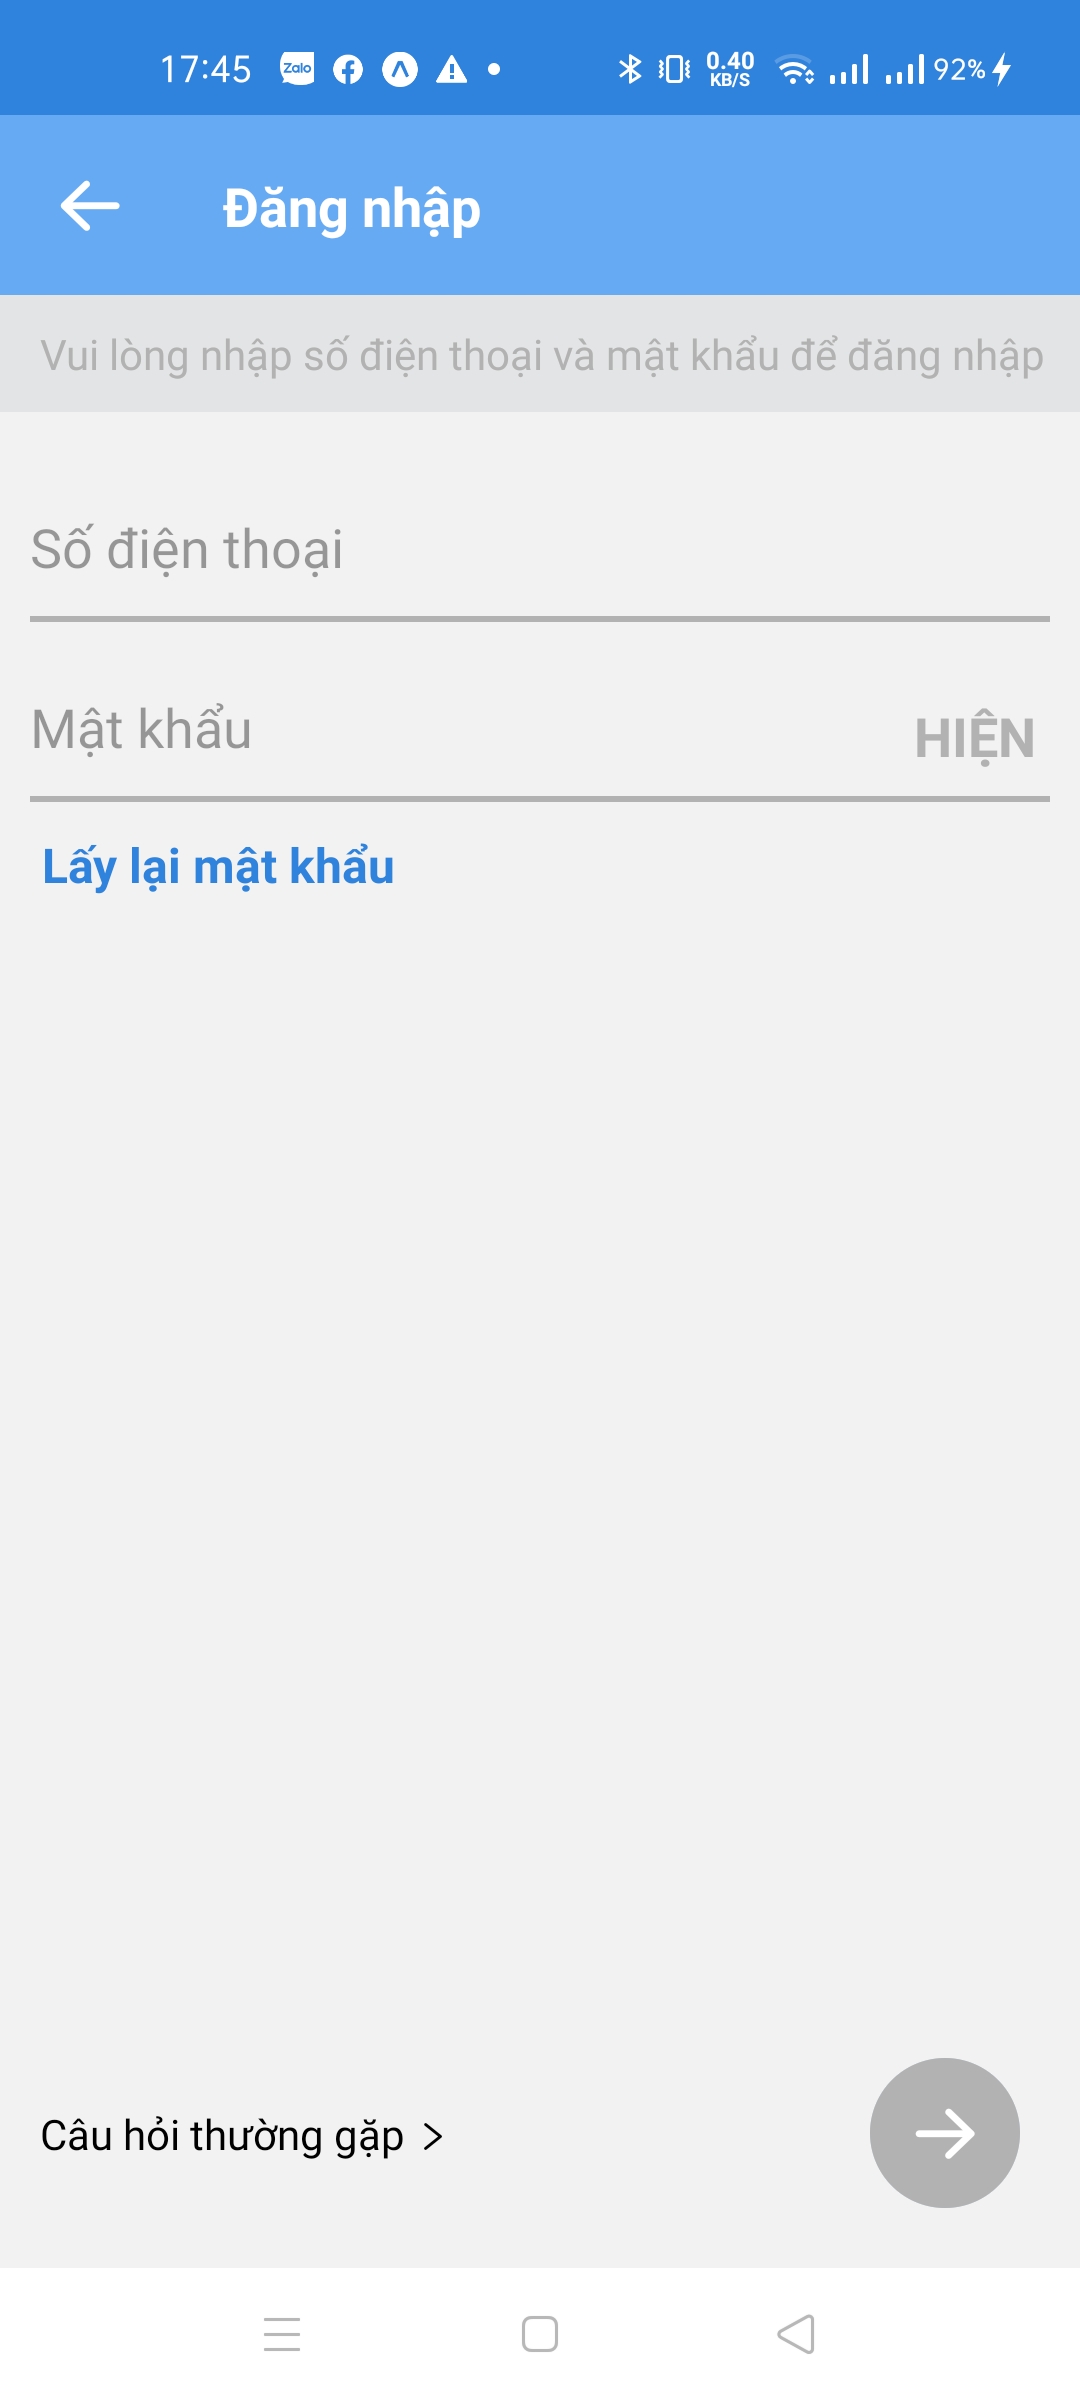 17:45 Zalo 0.40 KB/S 92%
Đăng nhập
Vui lòng nhập số điện thoại và mật khẩu để đăng nhập
Số điện thoại
Mật khẩu HIỆN
Lấy lại mật khẩu
Câu hỏi thường gặp >